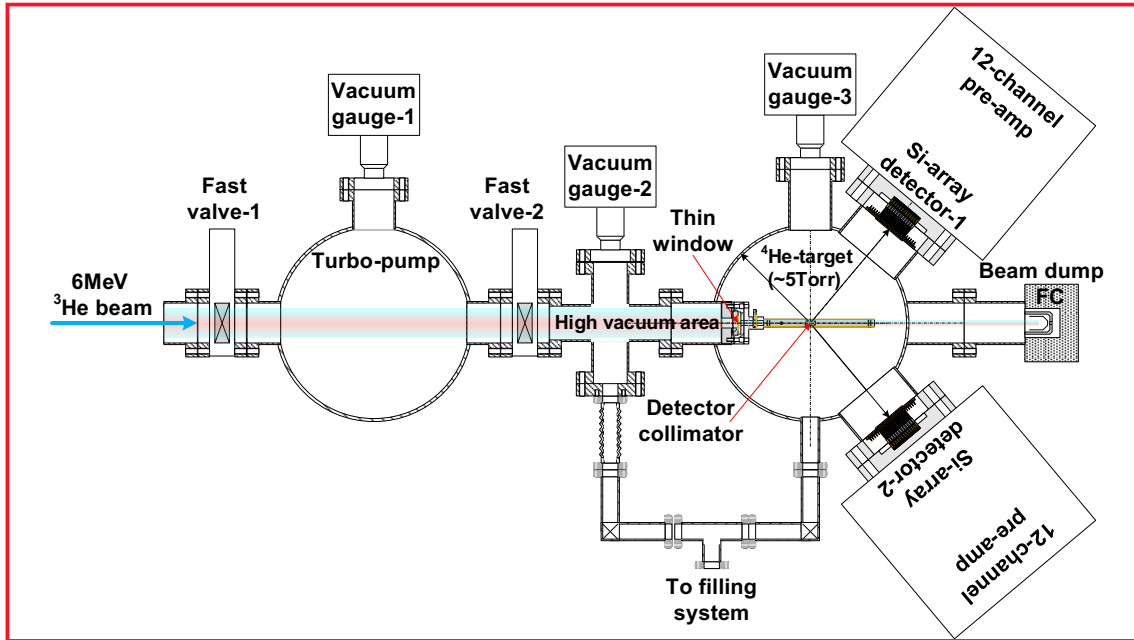 Vacuum
gauge-1
Vacuum
gauge-3
12-channel
pre-amp
Si-array
detector-1
Fast
valve-1
Fast
valve-2
Vacuum
gauge-2
Thin
window
Turbo-pump
4He-target
(~5Torr)
Beam dump
FC
6MeV
3He beam
High vacuum area
Detector
collimator
Si-array
detector-2
12-channel
pre-amp
To filling
system